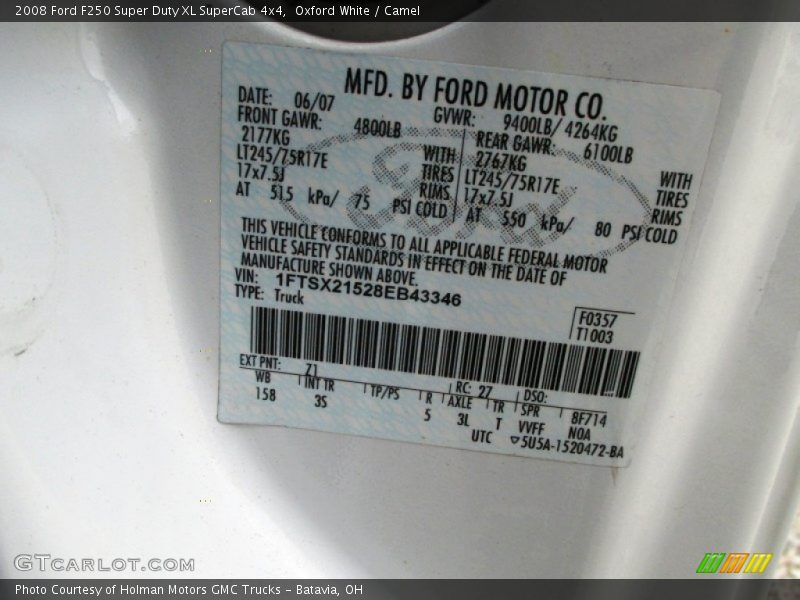 2008 Ford F250 Super Duty XL SuperCab 4x4, Oxford White / Camel
MFD. BY FORD MOTOR CO.
DATE: 06/07 GVWR: 9400LB/ 4264KG
FRONT GAWR: 4800LB REAR GAWR: 6100LB
2177KG WITH 2767KG WITH
LT245/75R17E TIRES LT245/75R17E TIRES
17x7.5J RIMS 17x7.5J RIMS
AT 515 kPa/ 75 PSI COLD AT 550 kPa/ 80 PSI COLD
Ford
THIS VEHICLE CONFORMS TO ALL APPLICABLE FEDERAL MOTOR
VEHICLE SAFETY STANDARDS IN EFFECT ON THE DATE OF
MANUFACTURE SHOWN ABOVE.
VIN: 1FTSX21528EB43346
TYPE: Truck
F0357
T1003
EXT PNT: Z1 RC: 27 DSO:
WB INT TR TP/PS R AXLE TR SPR 8F714
158 3S 5 3L T VVFF NOA
UTC ▽5U5A-1520472-BA
GTCARLOT.COM
Photo Courtesy of Holman Motors GMC Trucks - Batavia, OH